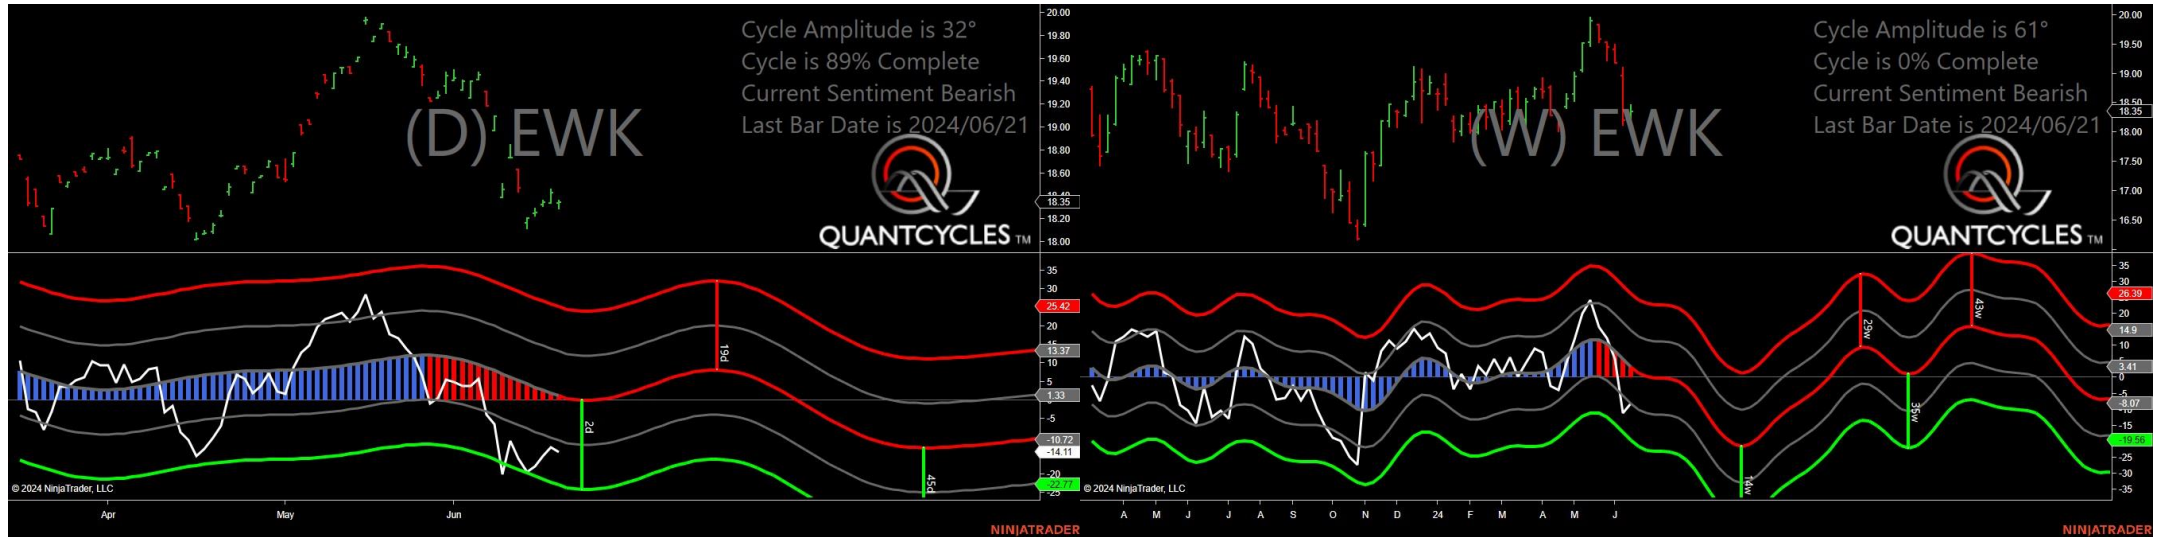 Cycle Amplitude is 32°
Cycle is 89% Complete
Current Sentiment Bearish
Last Bar Date is 2024/06/21
(D) EWK
QUANTCYCLES TM
20.00
19.80
19.60
19.40
19.20
19.00
18.80
18.60
18.40
18.35
18.20
18.00
35
30
25.42
20
15
13.37
10
5
1.33
-5
-10.72
-14.11
-20
-22.77
-25
2d
19d
45d
© 2024 NinjaTrader, LLC
Apr May Jun
NINJATRADER
Cycle Amplitude is 61°
Cycle is 0% Complete
Current Sentiment Bearish
Last Bar Date is 2024/06/21
(W) EWK
QUANTCYCLES TM
20.00
19.50
19.00
18.50
18.35
18.00
17.50
17.00
16.50
35
30
26.39
20
14.9
10
3.41
0
-5
-8.07
-15
-19.56
-25
-30
-35
14w
29w
35w
43w
© 2024 NinjaTrader, LLC
A M J J A S O N D 24 F M A M J
NINJATRADER